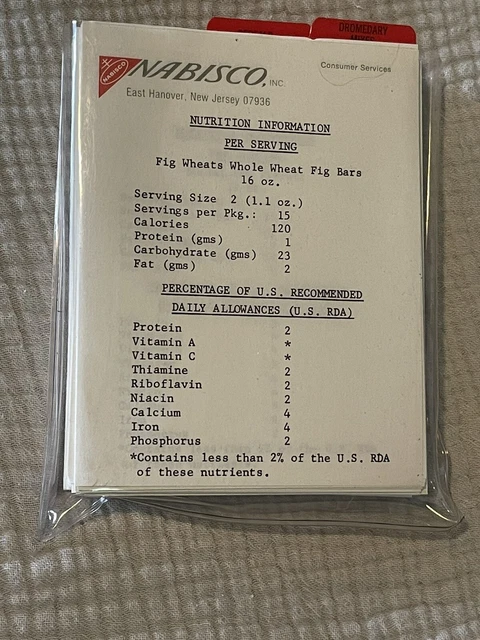 DROMEDARY
MIXES
NABISCO
NABISCO, INC.
Consumer Services
East Hanover, New Jersey 07936
NUTRITION INFORMATION
PER SERVING
Fig Wheats Whole Wheat Fig Bars
16 oz.
Serving Size 2 (1.1 oz.)
Servings per Pkg.: 15
Calories 120
Protein (gms) 1
Carbohydrate (gms) 23
Fat (gms) 2
PERCENTAGE OF U.S. RECOMMENDED
DAILY ALLOWANCES (U.S. RDA)
Protein 2
Vitamin A *
Vitamin C *
Thiamine 2
Riboflavin 2
Niacin 2
Calcium 4
Iron 4
Phosphorus 2
*Contains less than 2% of the U.S. RDA
of these nutrients.